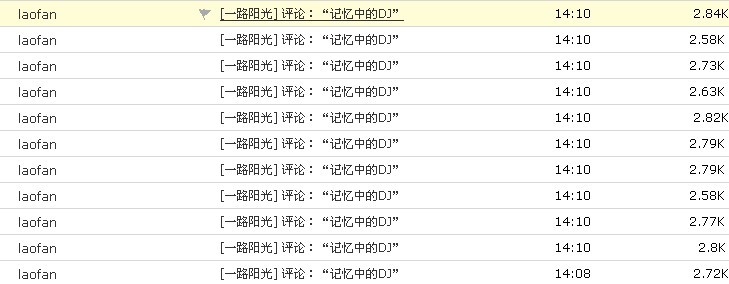 laofan [一路阳光] 评论：“记忆中的DJ” 14:10 2.84K
laofan [一路阳光] 评论：“记忆中的DJ” 14:10 2.58K
laofan [一路阳光] 评论：“记忆中的DJ” 14:10 2.73K
laofan [一路阳光] 评论：“记忆中的DJ” 14:10 2.63K
laofan [一路阳光] 评论：“记忆中的DJ” 14:10 2.82K
laofan [一路阳光] 评论：“记忆中的DJ” 14:10 2.79K
laofan [一路阳光] 评论：“记忆中的DJ” 14:10 2.79K
laofan [一路阳光] 评论：“记忆中的DJ” 14:10 2.58K
laofan [一路阳光] 评论：“记忆中的DJ” 14:10 2.77K
laofan [一路阳光] 评论：“记忆中的DJ” 14:10 2.8K
laofan [一路阳光] 评论：“记忆中的DJ” 14:08 2.72K